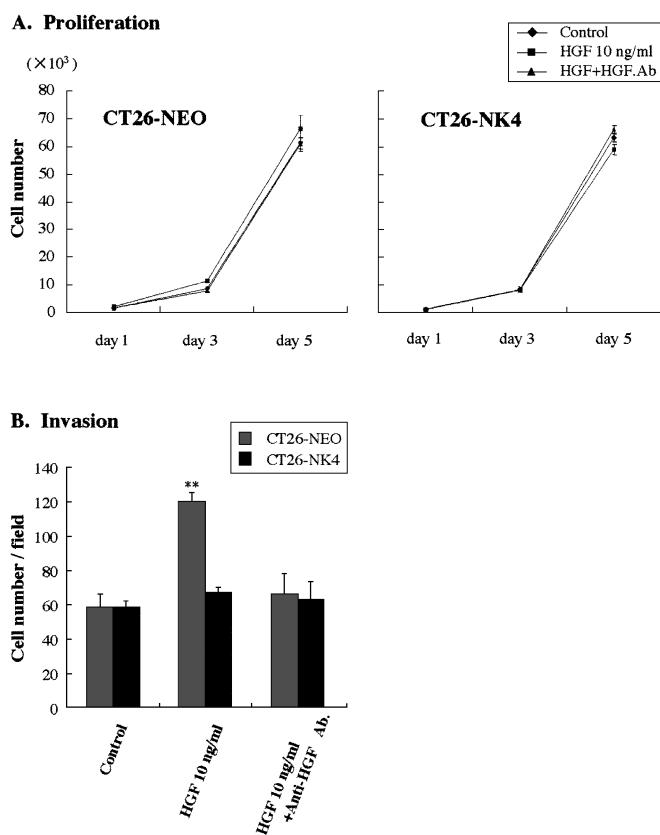 A. Proliferation
Control
HGF 10 ng/ml
HGF+HGF.Ab
(×10³)
CT26-NEO
CT26-NK4
Cell number
80
70
60
50
40
30
20
10
0
day 1
day 3
day 5
day 1
day 3
day 5
B. Invasion
CT26-NEO
CT26-NK4
Cell number / field
140
120
100
80
60
40
20
0
**
Control
HGF 10 ng/ml
HGF 10 ng/ml
+Anti-HGF Ab.